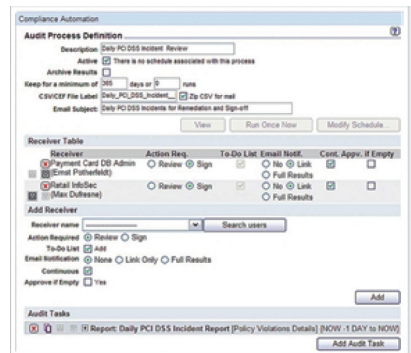 Compliance Automation
Audit Process Definition
Description Daily PCI DSS Incident Review
Active There is no schedule associated with this process
Archive Results
Keep for a minimum of 365 days or 0 runs
CSV/CEF File Label Daily_PCI_DSS_Incident_ Zip CSV for mail
Email Subject: Daily PCI DSS Incidents for Remediation and Sign-off
View Run Once Now Modify Schedule...
Receiver Table
Receiver Action Req. To-Do List Email Notif. Cont. Appv. if Empty
Payment Card DB Admin Review Sign No Link
(Ernst Potherfeldt) Full Results
Retail InfoSec Review Sign No Link
(Max Dufresne) Full Results
Add Receiver
Receiver name Search users
Action Required Review Sign
To-Do List Add
Email Notification None Link Only Full Results
Continuous
Approve if Empty Yes
Add
Audit Tasks
Report: Daily PCI DSS Incident Report [Policy Violations Details] (NOW -1 DAY to NOW)
Add Audit Task